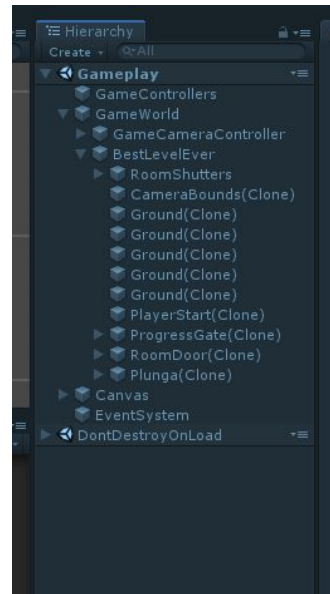 Hierarchy
Create All
Gameplay
GameControllers
GameWorld
GameCameraController
BestLevelEver
RoomShutters
CameraBounds(Clone)
Ground(Clone)
Ground(Clone)
Ground(Clone)
Ground(Clone)
Ground(Clone)
PlayerStart(Clone)
ProgressGate(Clone)
RoomDoor(Clone)
Plunga(Clone)
Canvas
EventSystem
DontDestroyOnLoad